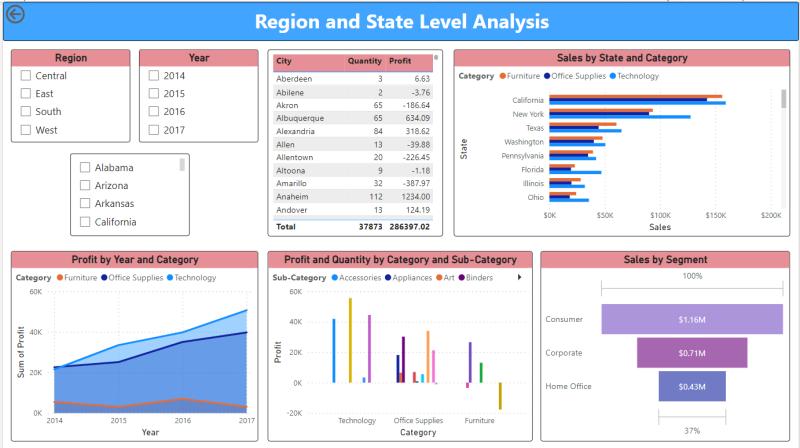 Region and State Level Analysis
Region
Central
East
South
West
Year
2014
2015
2016
2017
Alabama
Arizona
Arkansas
California
City Quantity Profit
Aberdeen 3 6.63
Abilene 2 -3.76
Akron 65 -186.64
Albuquerque 65 634.09
Alexandria 84 318.62
Allen 13 -39.88
Allentown 20 -226.45
Altoona 9 -1.18
Amarillo 32 -387.97
Anaheim 112 1234.00
Andover 13 124.19
Total 37873 286397.02
Sales by State and Category
Category Furniture Office Supplies Technology
State
California
New York
Texas
Washington
Pennsylvania
Florida
Illinois
Ohio
$0K $50K $100K $150K $200K
Sales
Profit by Year and Category
Category Furniture Office Supplies Technology
Sum of Profit
60K
40K
20K
0K
2014 2015 2016 2017
Year
Profit and Quantity by Category and Sub-Category
Sub-Category Accessories Appliances Art Binders
Profit
60K
40K
20K
0K
-20K
Technology Office Supplies Furniture
Category
Sales by Segment
100%
Consumer $1.16M
Corporate $0.71M
Home Office $0.43M
37%